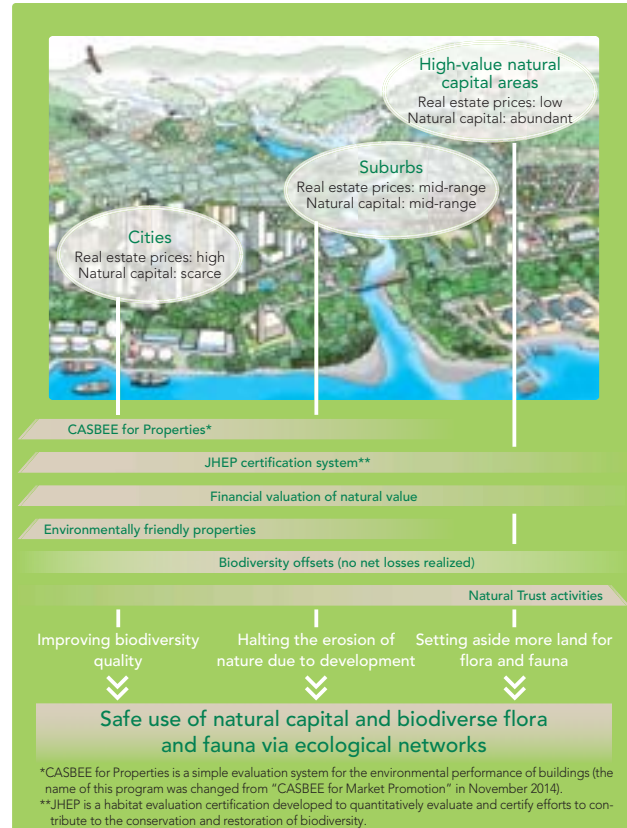 High-value natural
capital areas
Real estate prices: low
Natural capital: abundant
Suburbs
Real estate prices: mid-range
Natural capital: mid-range
Cities
Real estate prices: high
Natural capital: scarce
CASBEE for Properties*
JHEP certification system**
Financial valuation of natural value
Environmentally friendly properties
Biodiversity offsets (no net losses realized)
Natural Trust activities
Improving biodiversity
quality
Halting the erosion of
nature due to development
Setting aside more land for
flora and fauna
Safe use of natural capital and biodiverse flora
and fauna via ecological networks
*CASBEE for Properties is a simple evaluation system for the environmental performance of buildings (the
name of this program was changed from “CASBEE for Market Promotion” in November 2014).
**JHEP is a habitat evaluation certification developed to quantitatively evaluate and certify efforts to con-
tribute to the conservation and restoration of biodiversity.